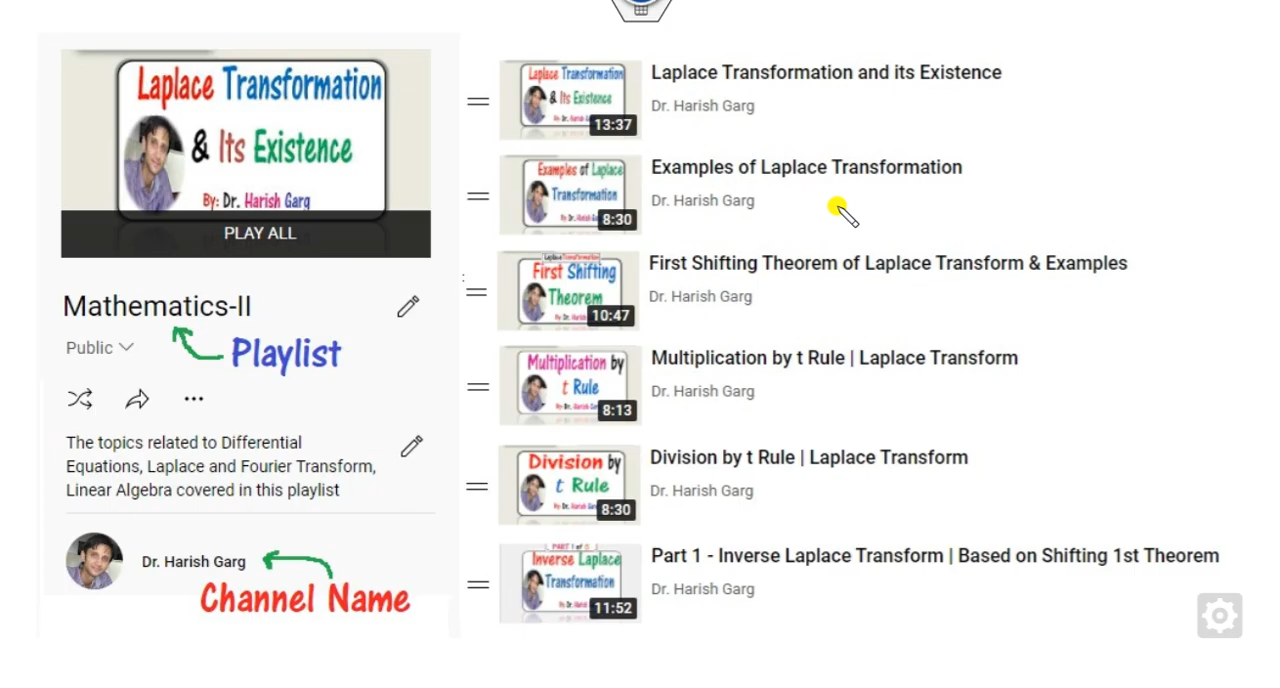 Laplace Transformation
& Its Existence
By: Dr. Harish Garg
PLAY ALL
Mathematics-II
Public
Playlist
The topics related to Differential
Equations, Laplace and Fourier Transform,
Linear Algebra covered in this playlist
Dr. Harish Garg
Channel Name
Laplace Transformation
& Its Existence
13:37
Laplace Transformation and its Existence
Dr. Harish Garg
Examples of Laplace
Transformation
8:30
Examples of Laplace Transformation
Dr. Harish Garg
Laplace Transformation
First Shifting
Theorem
10:47
First Shifting Theorem of Laplace Transform & Examples
Dr. Harish Garg
Multiplication by
t Rule
8:13
Multiplication by t Rule | Laplace Transform
Dr. Harish Garg
Division by
t Rule
8:30
Division by t Rule | Laplace Transform
Dr. Harish Garg
Inverse Laplace
Transformation
11:52
Part 1 - Inverse Laplace Transform | Based on Shifting 1st Theorem
Dr. Harish Garg